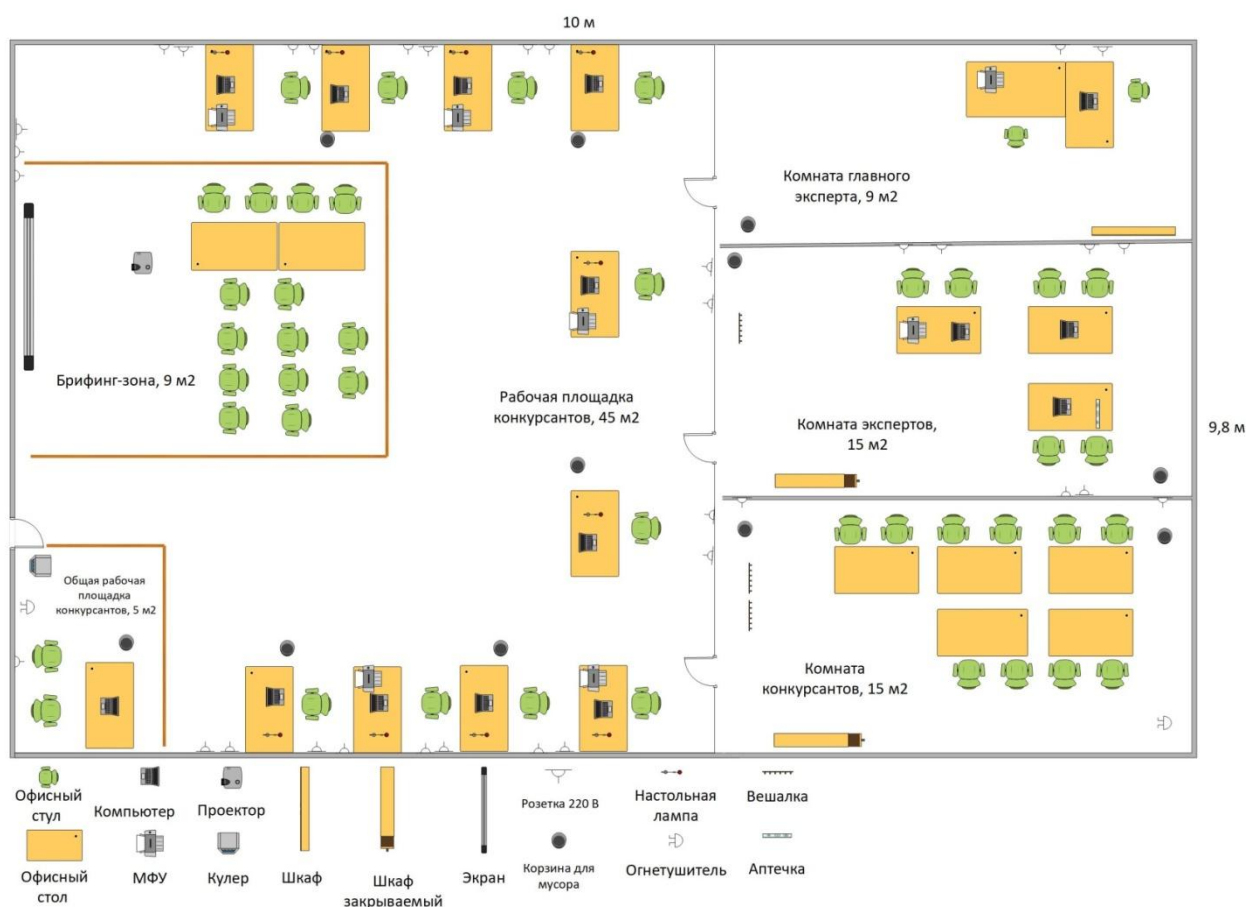 10 м
Комната главного
эксперта, 9 м2
Брифинг-зона, 9 м2
Рабочая площадка
конкурсантов, 45 м2
Комната экспертов,
15 м2
9,8 м
Общая рабочая
площадка
конкурсантов, 5 м2
Комната
конкурсантов, 15 м2
Офисный
стул
Компьютер
Проектор
Розетка 220 В
Настольная
лампа
Вешалка
Офисный
стол
МФУ
Кулер
Шкаф
Шкаф
закрываемый
Экран
Корзина для
мусора
Огнетушитель
Аптечка